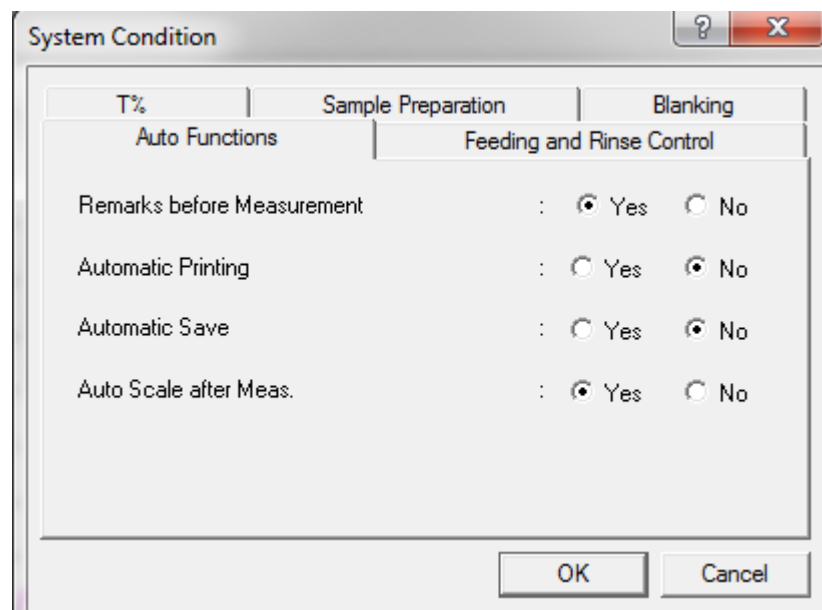 System Condition
T% Sample Preparation Blanking
Auto Functions Feeding and Rinse Control
Remarks before Measurement : Yes No
Automatic Printing : Yes No
Automatic Save : Yes No
Auto Scale after Meas. : Yes No
OK Cancel